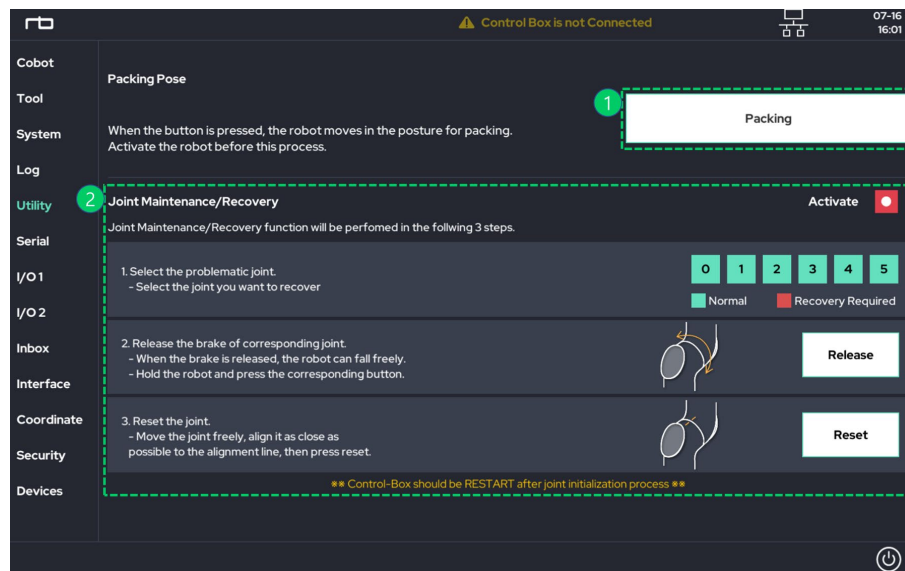 rb
Control Box is not Connected
07-16
16:01
Cobot
Tool
System
Log
Utility
Serial
I/O 1
I/O 2
Inbox
Interface
Coordinate
Security
Devices
Packing Pose
When the button is pressed, the robot moves in the posture for packing.
Activate the robot before this process.
1
Packing
2
Joint Maintenance/Recovery
Activate
Joint Maintenance/Recovery function will be perfomed in the follwing 3 steps.
1. Select the problematic joint.
- Select the joint you want to recover
0 1 2 3 4 5
Normal Recovery Required
2. Release the brake of corresponding joint.
- When the brake is released, the robot can fall freely.
- Hold the robot and press the corresponding button.
Release
3. Reset the joint.
- Move the joint freely, align it as close as
possible to the alignment line, then press reset.
Reset
** Control-Box should be RESTART after joint initialization process **